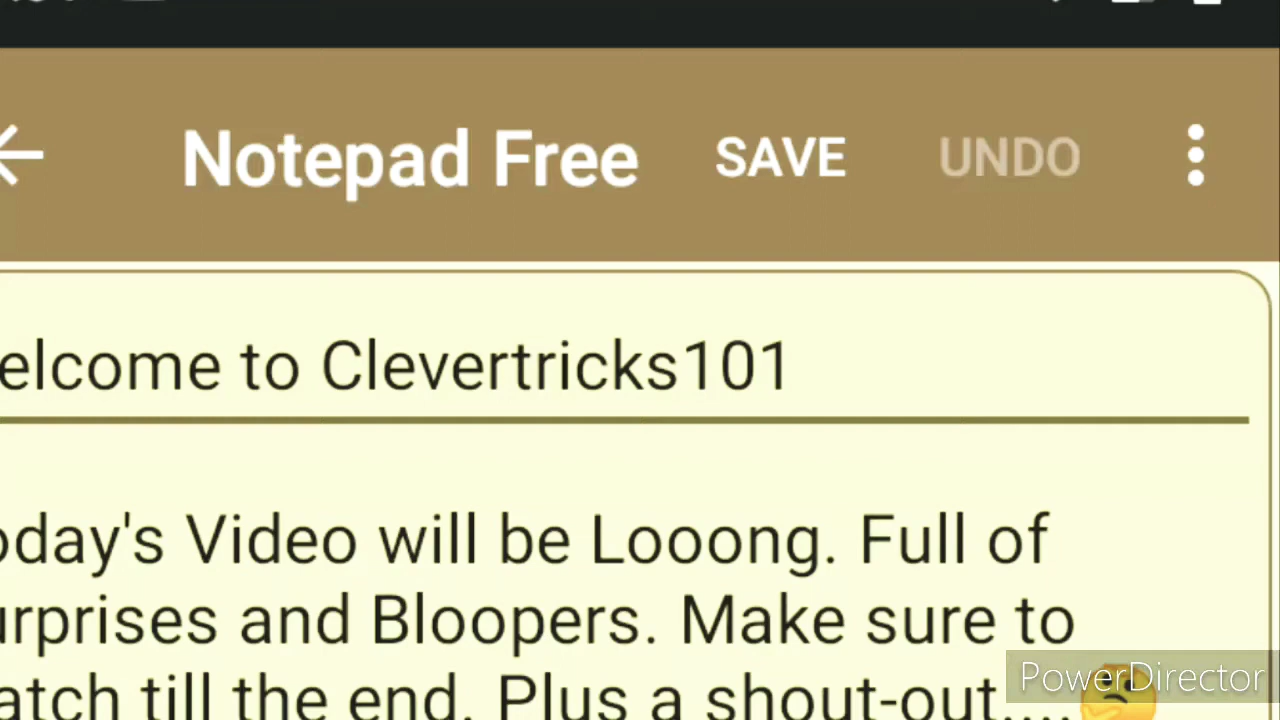 Notepad Free SAVE UNDO
elcome to Clevertricks101
oday's Video will be Looong. Full of
urprises and Bloopers. Make sure to
atch till the end. Plus a shout-out....🤔
PowerDirector